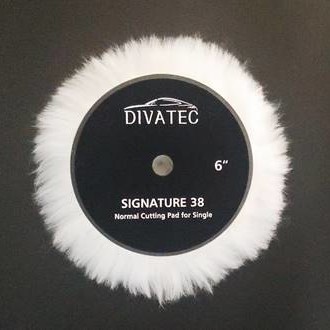 DIVATEC
6"
SIGNATURE 38
Normal Cutting Pad for Single